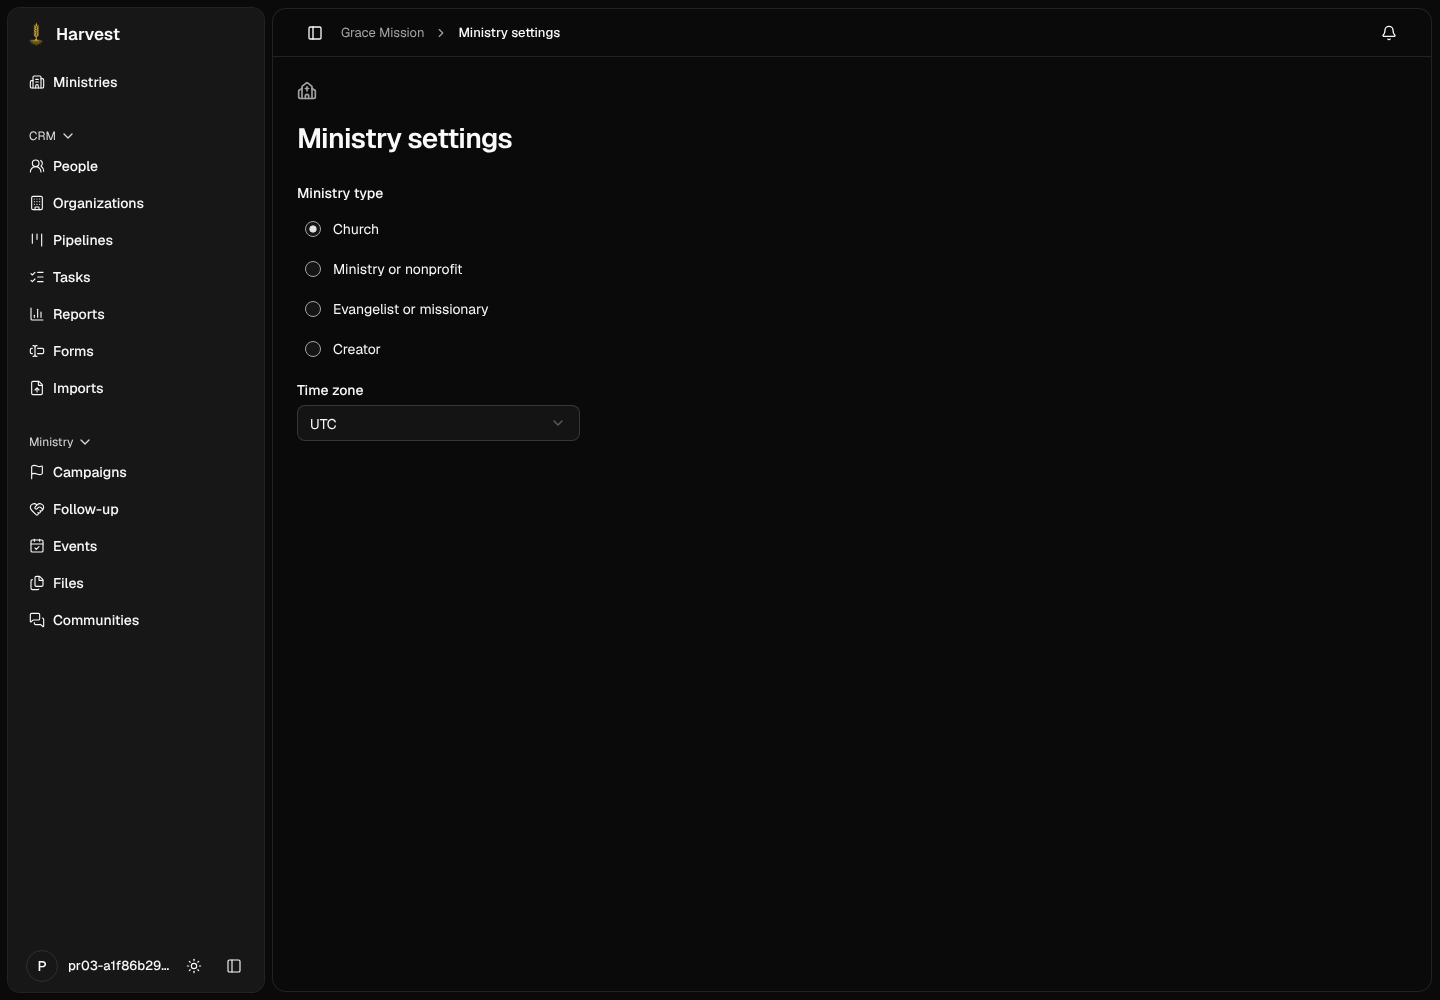 Harvest
Ministries
CRM
People
Organizations
Pipelines
Tasks
Reports
Forms
Imports
Ministry
Campaigns
Follow-up
Events
Files
Communities
P
pr03-a1f86b29…
Grace Mission
Ministry settings
Ministry settings
Ministry type
Church
Ministry or nonprofit
Evangelist or missionary
Creator
Time zone
UTC